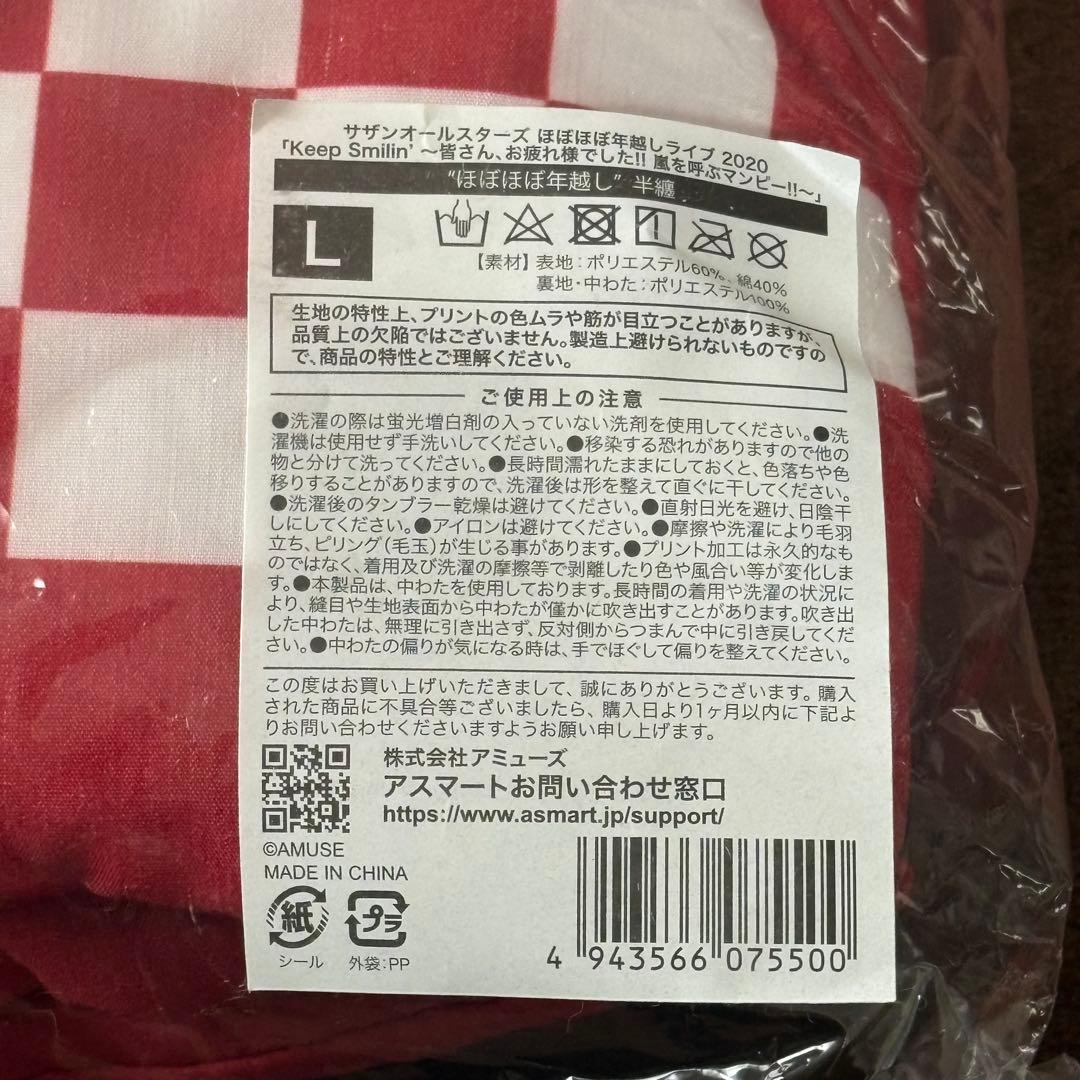 サザンオールスターズ ほぼほぼ年越しライブ 2020
「Keep Smilin' ～皆さん、お疲れ様でした!! 嵐を呼ぶマンピー!!～」
"ほぼほぼ年越し" 半纏
L
【素材】表地：ポリエステル60%、綿40%
裏地・中わた：ポリエステル100%
生地の特性上、プリントの色ムラや筋が目立つことがありますが、
品質上の欠陥ではございません。製造上避けられないものですの
で、商品の特性とご理解ください。
ご使用上の注意
●洗濯の際は蛍光増白剤の入っていない洗剤を使用してください。●洗
濯機は使用せず手洗いしてください。●移染する恐れがありますので他の
物と分けて洗ってください。●長時間濡れたままにしておくと、色落ちや色
移りすることがありますので、洗濯後は形を整えて直ぐに干してください。
●洗濯後のタンブラー乾燥は避けてください。●直射日光を避け、日陰干
しにしてください。●アイロンは避けてください。●摩擦や洗濯により毛羽
立ち、ピリング(毛玉)が生じる事があります。●プリント加工は永久的なも
のではなく、着用及び洗濯の摩擦等で剥離したり色や風合い等が変化しま
す。●本製品は、中わたを使用しております。長時間の着用や洗濯の状況に
より、縫目や生地表面から中わたが僅かに吹き出すことがあります。吹き出
した中わたは、無理に引き出さず、反対側からつまんで中に引き戻してくだ
さい。●中わたの偏りが気になる時は、手でほぐして偏りを整えてください。
この度はお買い上げいただきまして、誠にありがとうございます。購入
された商品に不具合等ございましたら、購入日より1ヶ月以内に下記よ
りお問い合わせくださいますようお願い申し上げます。
株式会社アミューズ
アスマートお問い合わせ窓口
https://www.asmart.jp/support/
©AMUSE
MADE IN CHINA
紙 プラ
シール 外袋：PP
4 943566 075500